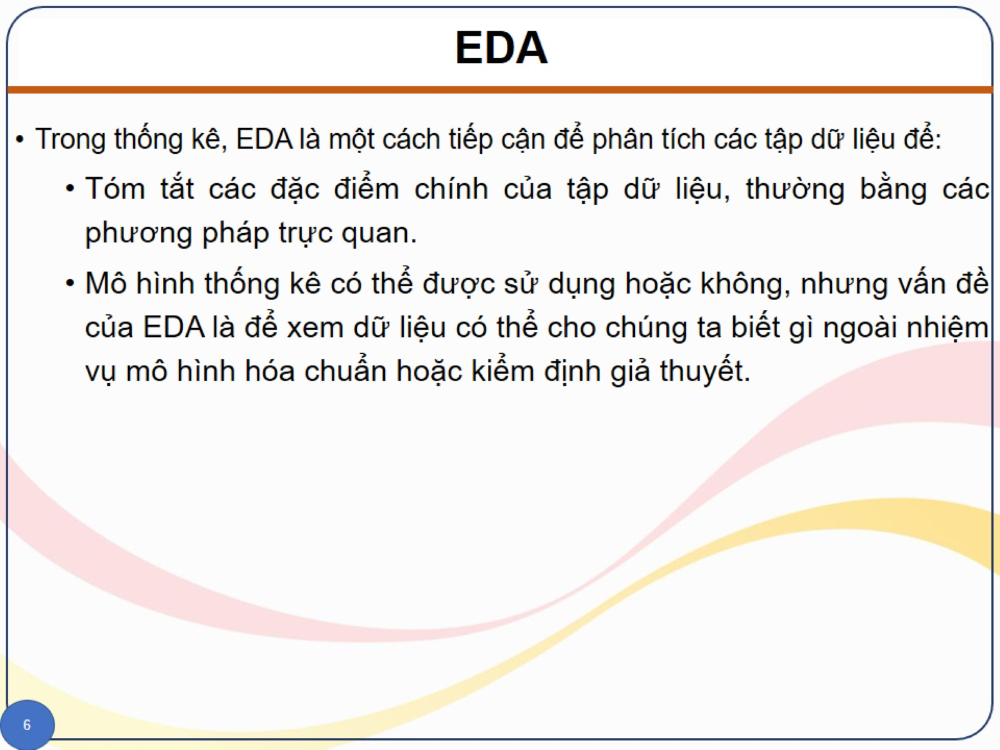 EDA
• Trong thống kê, EDA là một cách tiếp cận để phân tích các tập dữ liệu để:
• Tóm tắt các đặc điểm chính của tập dữ liệu, thường bằng các
phương pháp trực quan.
• Mô hình thống kê có thể được sử dụng hoặc không, nhưng vấn đề
của EDA là để xem dữ liệu có thể cho chúng ta biết gì ngoài nhiệm
vụ mô hình hóa chuẩn hoặc kiểm định giả thuyết.
6